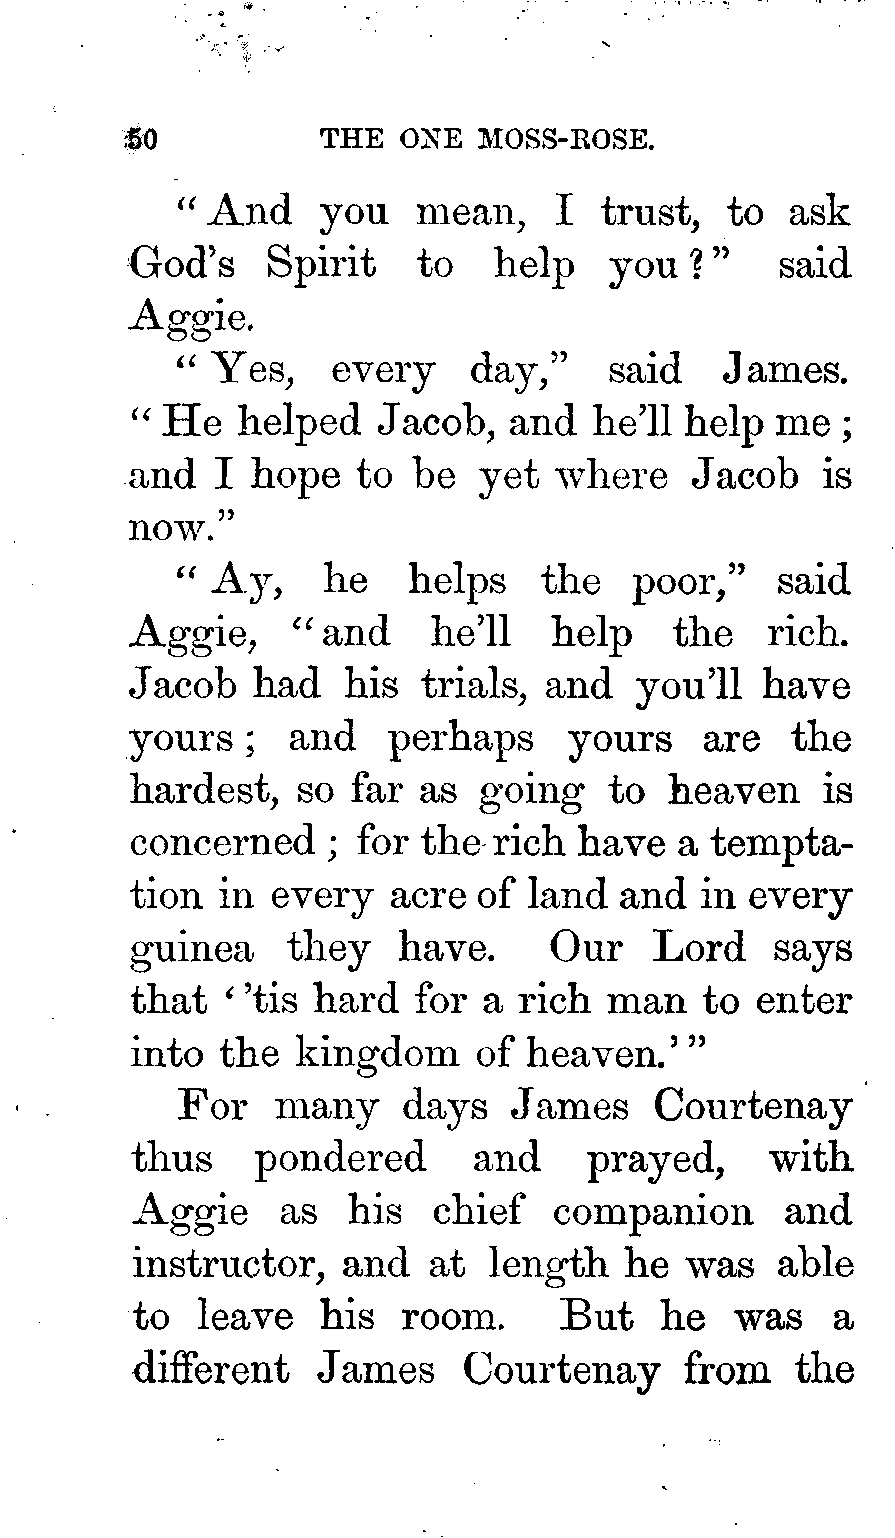 50 THE ONE MOSS-ROSE.
“And you mean, I trust, to ask
God's Spirit to help you?” said
Aggie.
“Yes, every day,” said James.
“He helped Jacob, and he'll help me;
and I hope to be yet where Jacob is
now.”
“Ay, he helps the poor,” said
Aggie, “and he'll help the rich.
Jacob had his trials, and you'll have
yours; and perhaps yours are the
hardest, so far as going to heaven is
concerned; for the rich have a tempta-
tion in every acre of land and in every
guinea they have. Our Lord says
that ‘'tis hard for a rich man to enter
into the kingdom of heaven.’”
For many days James Courtenay
thus pondered and prayed, with
Aggie as his chief companion and
instructor, and at length he was able
to leave his room. But he was a
different James Courtenay from the